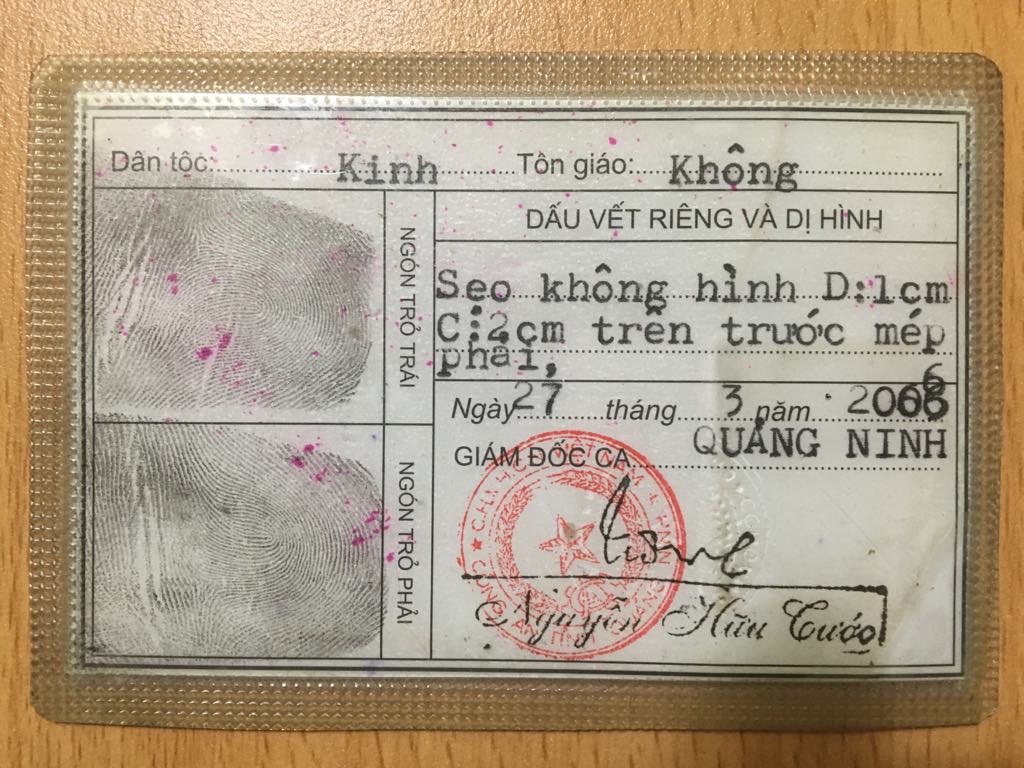 Dân tộc: Kinh Tôn giáo: Không
NGÓN TRỎ TRÁI
DẤU VẾT RIÊNG VÀ DỊ HÌNH
Sẹo không hình D:1cm
C:2cm trên trước mép
phải,
Ngày 27 tháng 3 năm 2006
GIÁM ĐỐC CA QUẢNG NINH
NGÓN TRỎ PHẢI
Nguyễn Hữu Cước